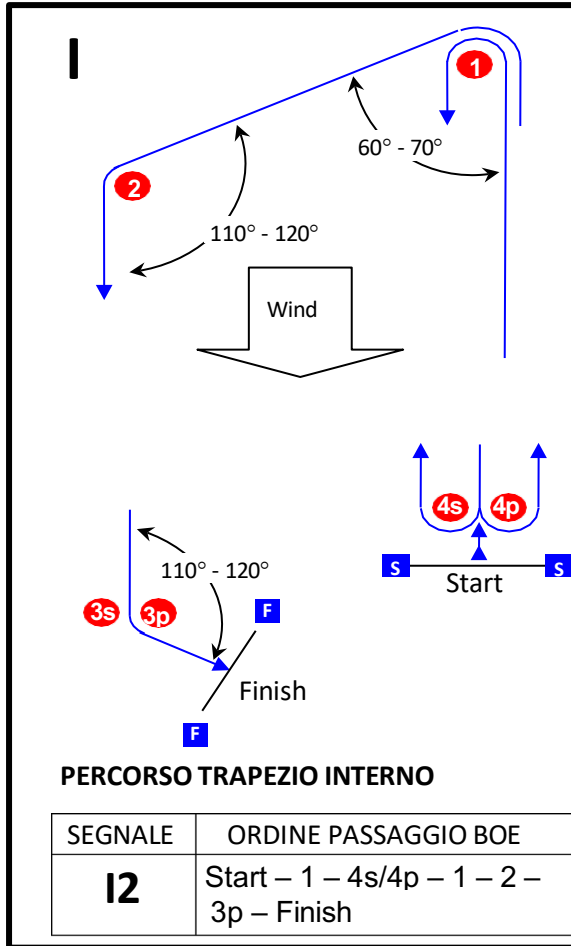 I
1
60° - 70°
2
110° - 120°
Wind
4s 4p
S S
Start
110° - 120°
3s 3p
F
Finish
F
PERCORSO TRAPEZIO INTERNO
SEGNALE ORDINE PASSAGGIO BOE
I2 Start – 1 – 4s/4p – 1 – 2 –
3p – Finish